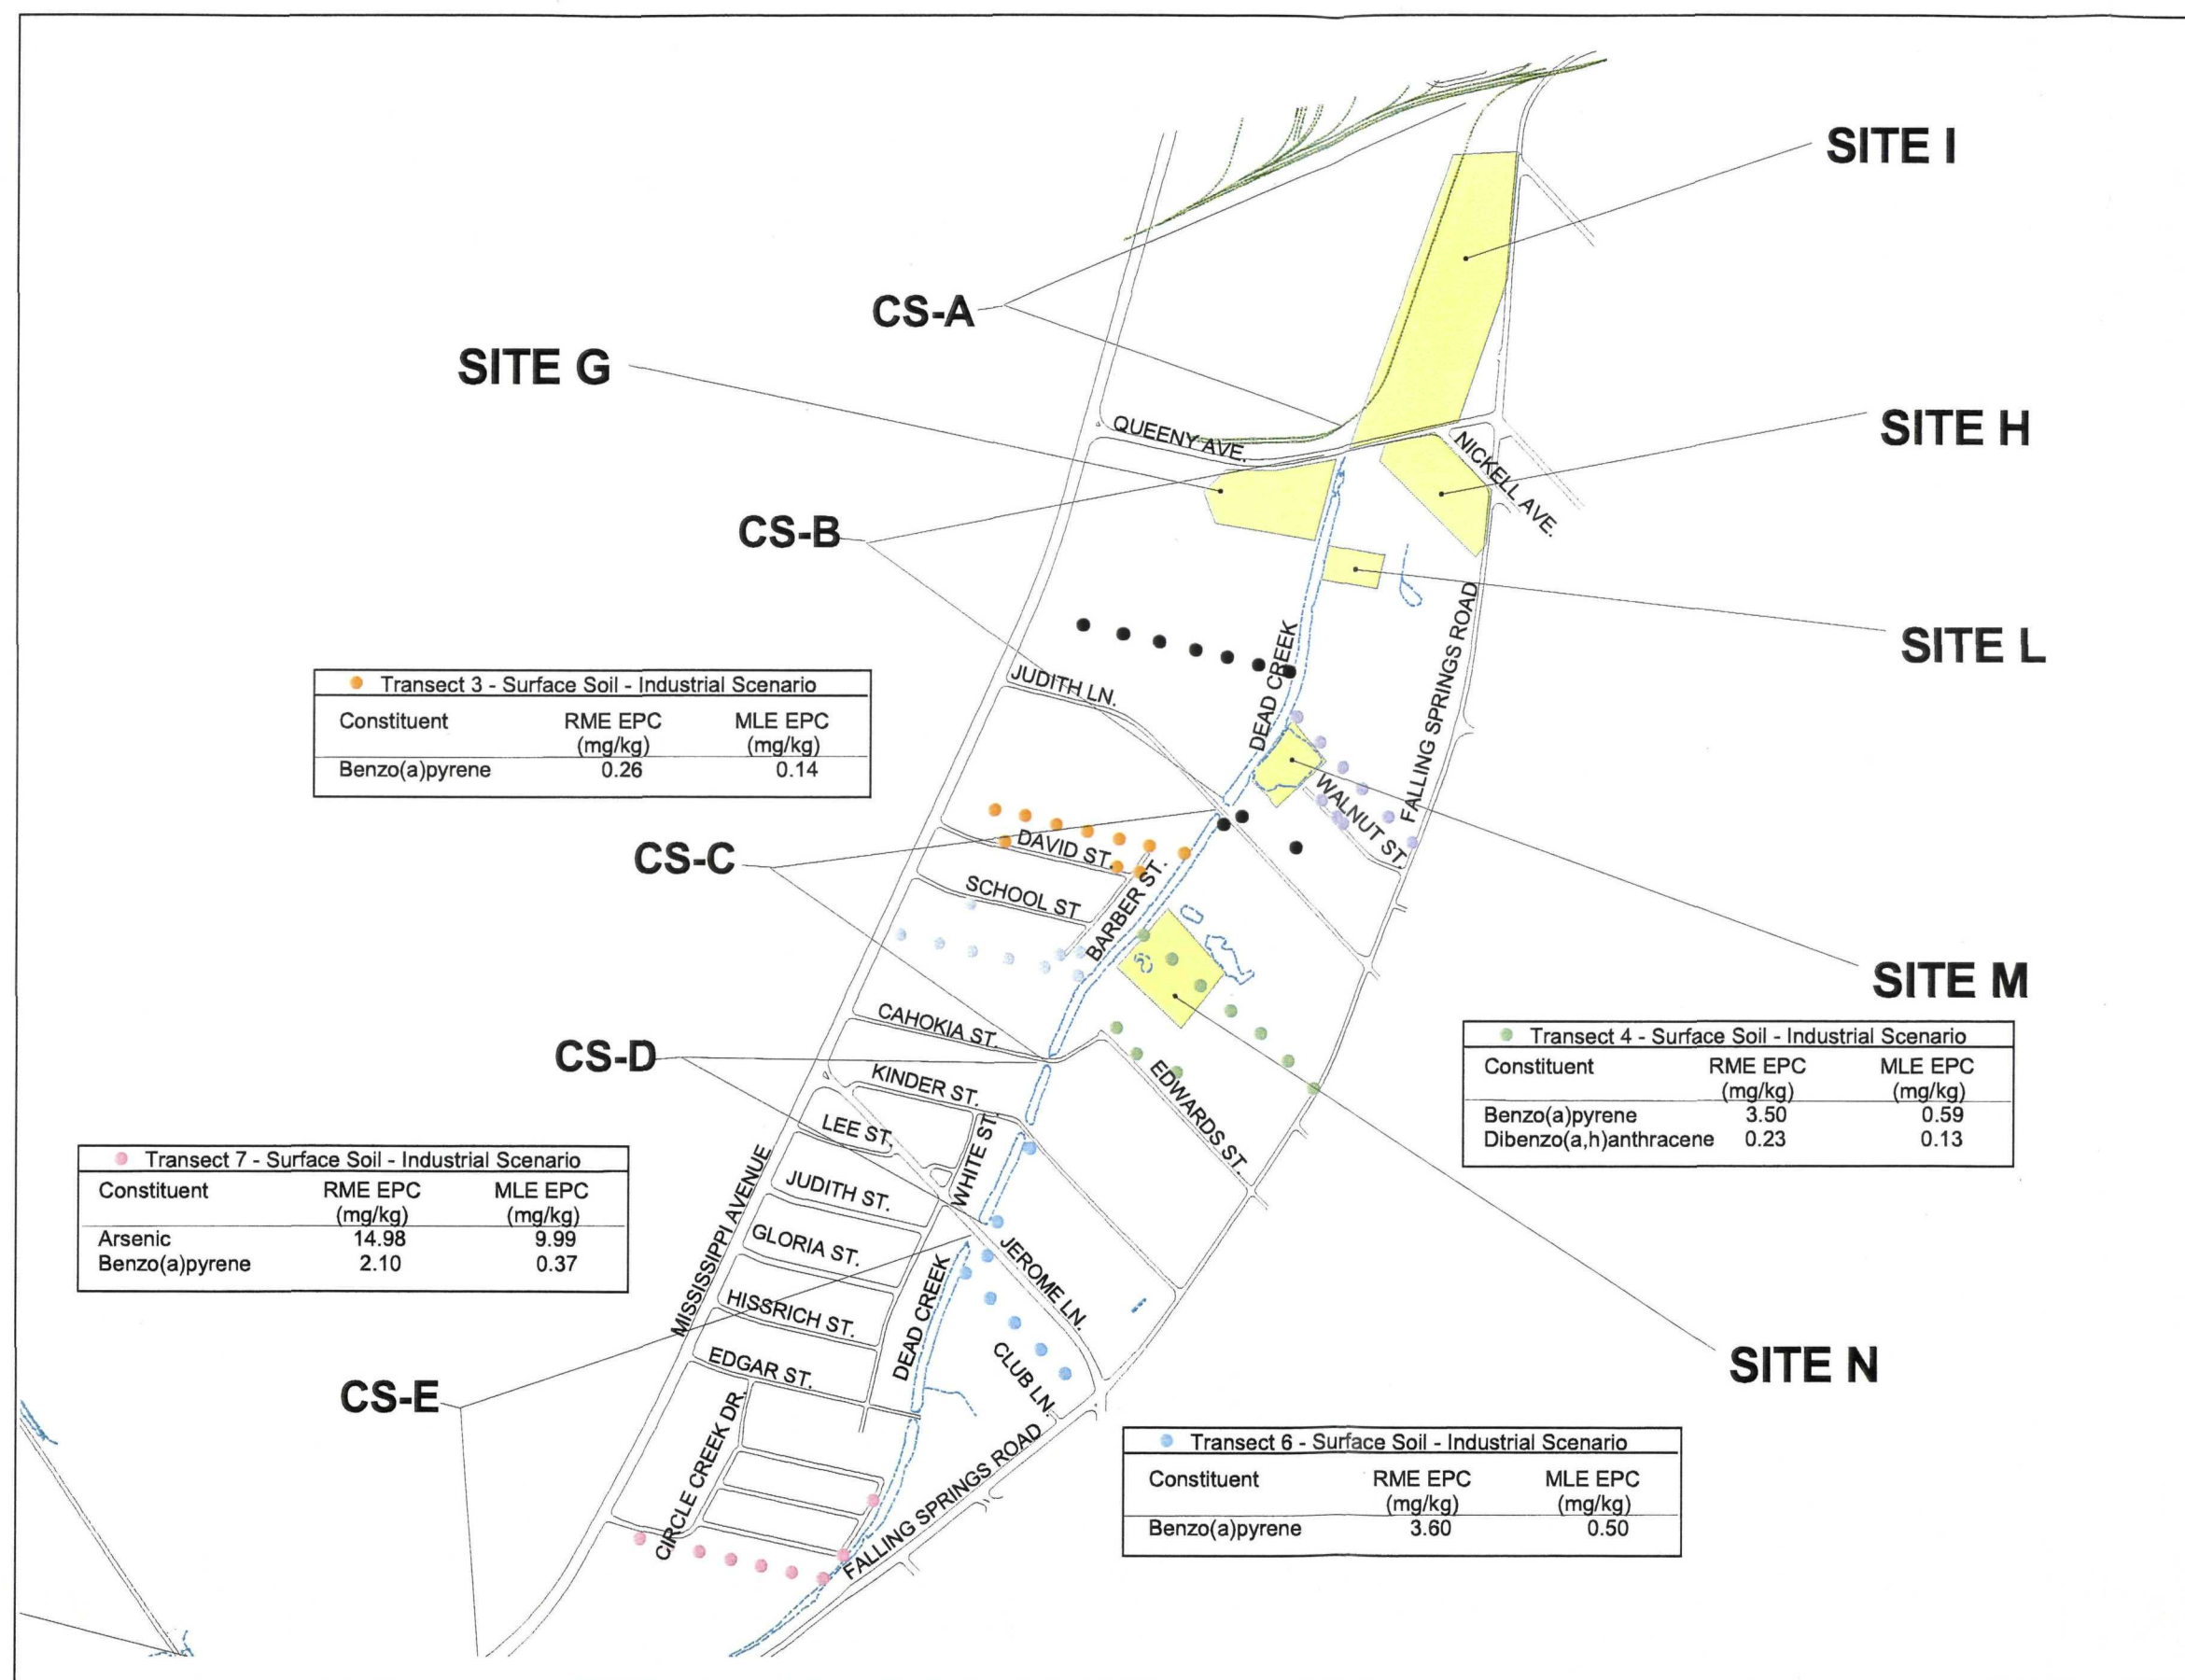 SITE I
CS-A
SITE G
QUEENY AVE.
SITE H
NICKELL AVE.
CS-B
SITE L
DEAD CREEK
FALLING SPRINGS ROAD
JUDITH LN.
Transect 3 - Surface Soil - Industrial Scenario
Constituent RME EPC MLE EPC
(mg/kg) (mg/kg)
Benzo(a)pyrene 0.26 0.14
WALNUT ST.
DAVID ST.
CS-C
SCHOOL ST
BARBER ST.
SITE M
CAHOKIA ST.
CS-D
KINDER ST.
EDWARDS ST.
Transect 4 - Surface Soil - Industrial Scenario
Constituent RME EPC MLE EPC
(mg/kg) (mg/kg)
Benzo(a)pyrene 3.50 0.59
Dibenzo(a,h)anthracene 0.23 0.13
LEE ST.
WHITE ST.
MISSISSIPPI AVENUE
Transect 7 - Surface Soil - Industrial Scenario
Constituent RME EPC MLE EPC
(mg/kg) (mg/kg)
Arsenic 14.98 9.99
Benzo(a)pyrene 2.10 0.37
JUDITH ST.
GLORIA ST.
JEROME LN.
HISSRICH ST.
DEAD CREEK
EDGAR ST.
CLUB LN.
SITE N
CS-E
CIRCLE CREEK DR.
FALLING SPRINGS ROAD
Transect 6 - Surface Soil - Industrial Scenario
Constituent RME EPC MLE EPC
(mg/kg) (mg/kg)
Benzo(a)pyrene 3.60 0.50